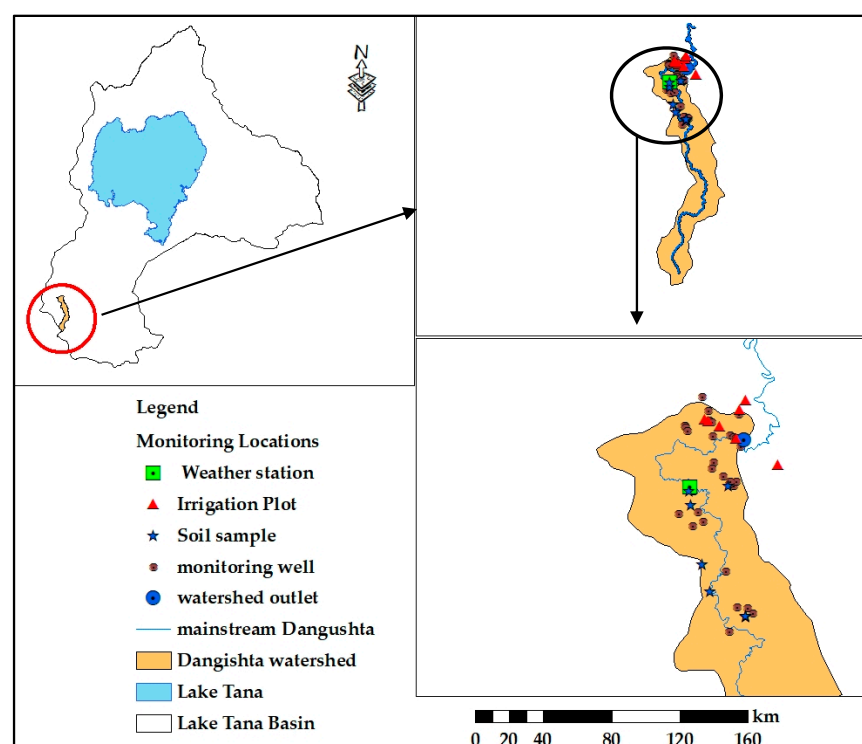 N
Legend
Monitoring Locations
Weather station
Irrigation Plot
Soil sample
monitoring well
watershed outlet
mainstream Dangushta
Dangishta watershed
Lake Tana
Lake Tana Basin
km
0 20 40 80 120 160